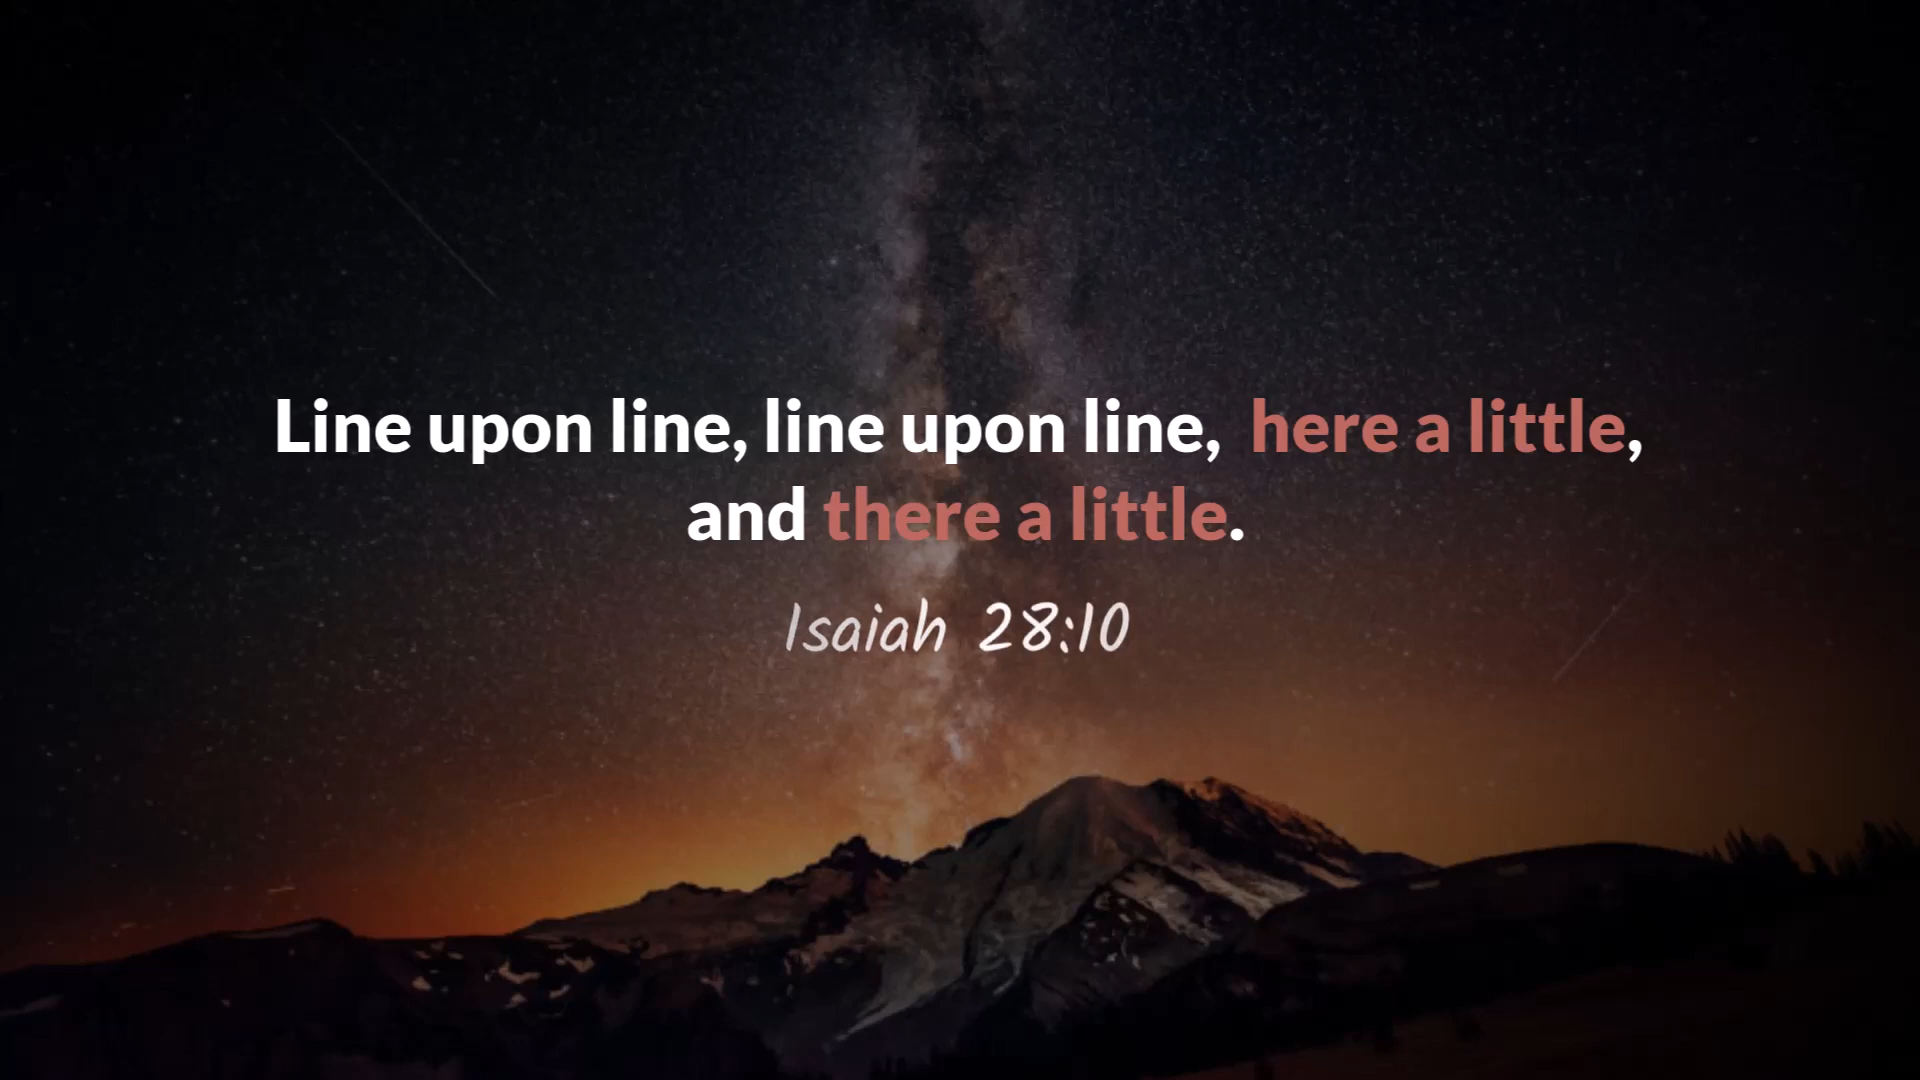 Line upon line, line upon line, here a little,
and there a little.
Isaiah 28:10